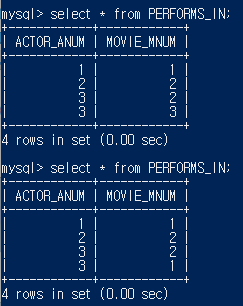 mysql> select * from PERFORMS_IN;
+------------+------------+
| ACTOR_ANUM | MOVIE_MNUM |
+------------+------------+
|          1 |          1 |
|          2 |          2 |
|          3 |          2 |
|          3 |          3 |
+------------+------------+
4 rows in set (0.00 sec)
mysql> select * from PERFORMS_IN;
+------------+------------+
| ACTOR_ANUM | MOVIE_MNUM |
+------------+------------+
|          1 |          1 |
|          2 |          2 |
|          3 |          2 |
|          3 |          1 |
+------------+------------+
4 rows in set (0.00 sec)